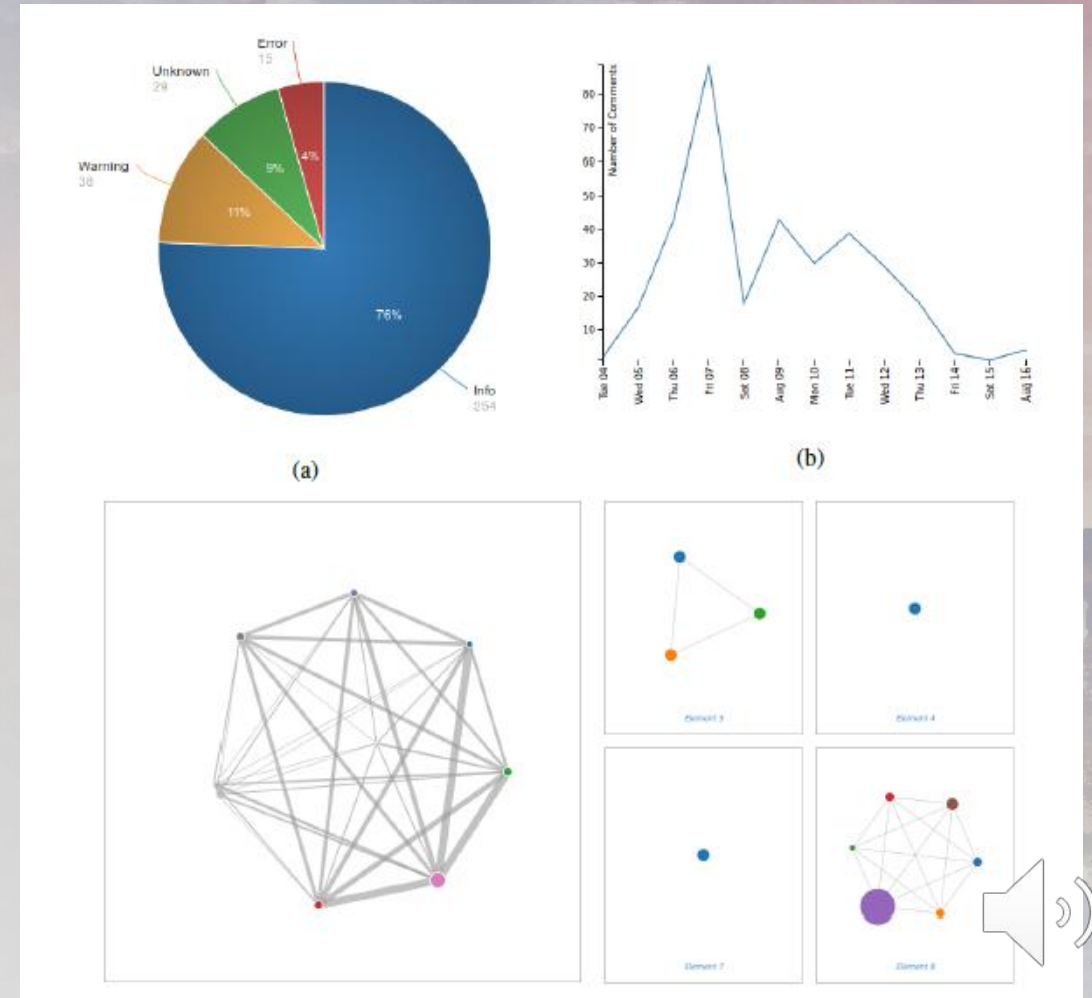 Error
15
Unknown
29
Warning
38
4%
9%
11%
76%
Info
254
(a)
Number of Comments
80
70
60
50
40
30
20
10
Tue 04
Wed 05
Thu 06
Fri 07
Sat 08
Aug 09
Mon 10
Tue 11
Wed 12
Thu 13
Fri 14
Sat 15
Aug 16
(b)
Element 3
Element 4
Element 7
Element 8